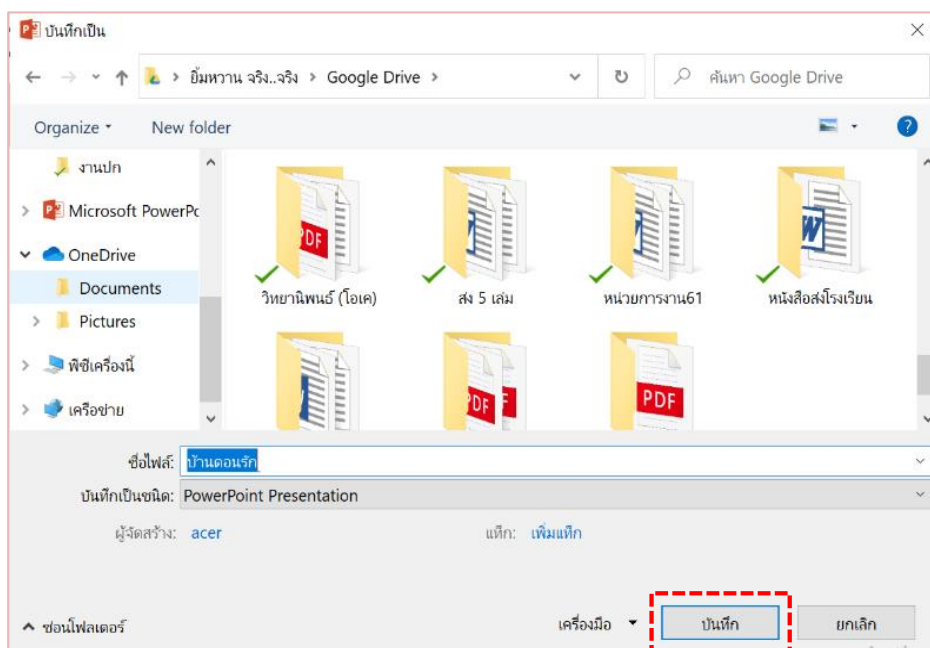 บันทึกเป็น
ยิ้มหวาน จริง..จริง > Google Drive >
ค้นหา Google Drive
Organize
New folder
งานปก
Microsoft PowerPc
OneDrive
Documents
Pictures
พีซีเครื่องนี้
เครือข่าย
PDF
W
วิทยานิพนธ์ (โอเค)
ส่ง 5 เล่ม
หน่วยการงาน61
หนังสือส่งโรงเรียน
PDF
PDF
ชื่อไฟล์: บ้านดอนรัก
บันทึกเป็นชนิด: PowerPoint Presentation
ผู้จัดสร้าง: acer
แท็ก: เพิ่มแท็ก
ซ่อนโฟลเดอร์
เครื่องมือ
บันทึก
ยกเลิก